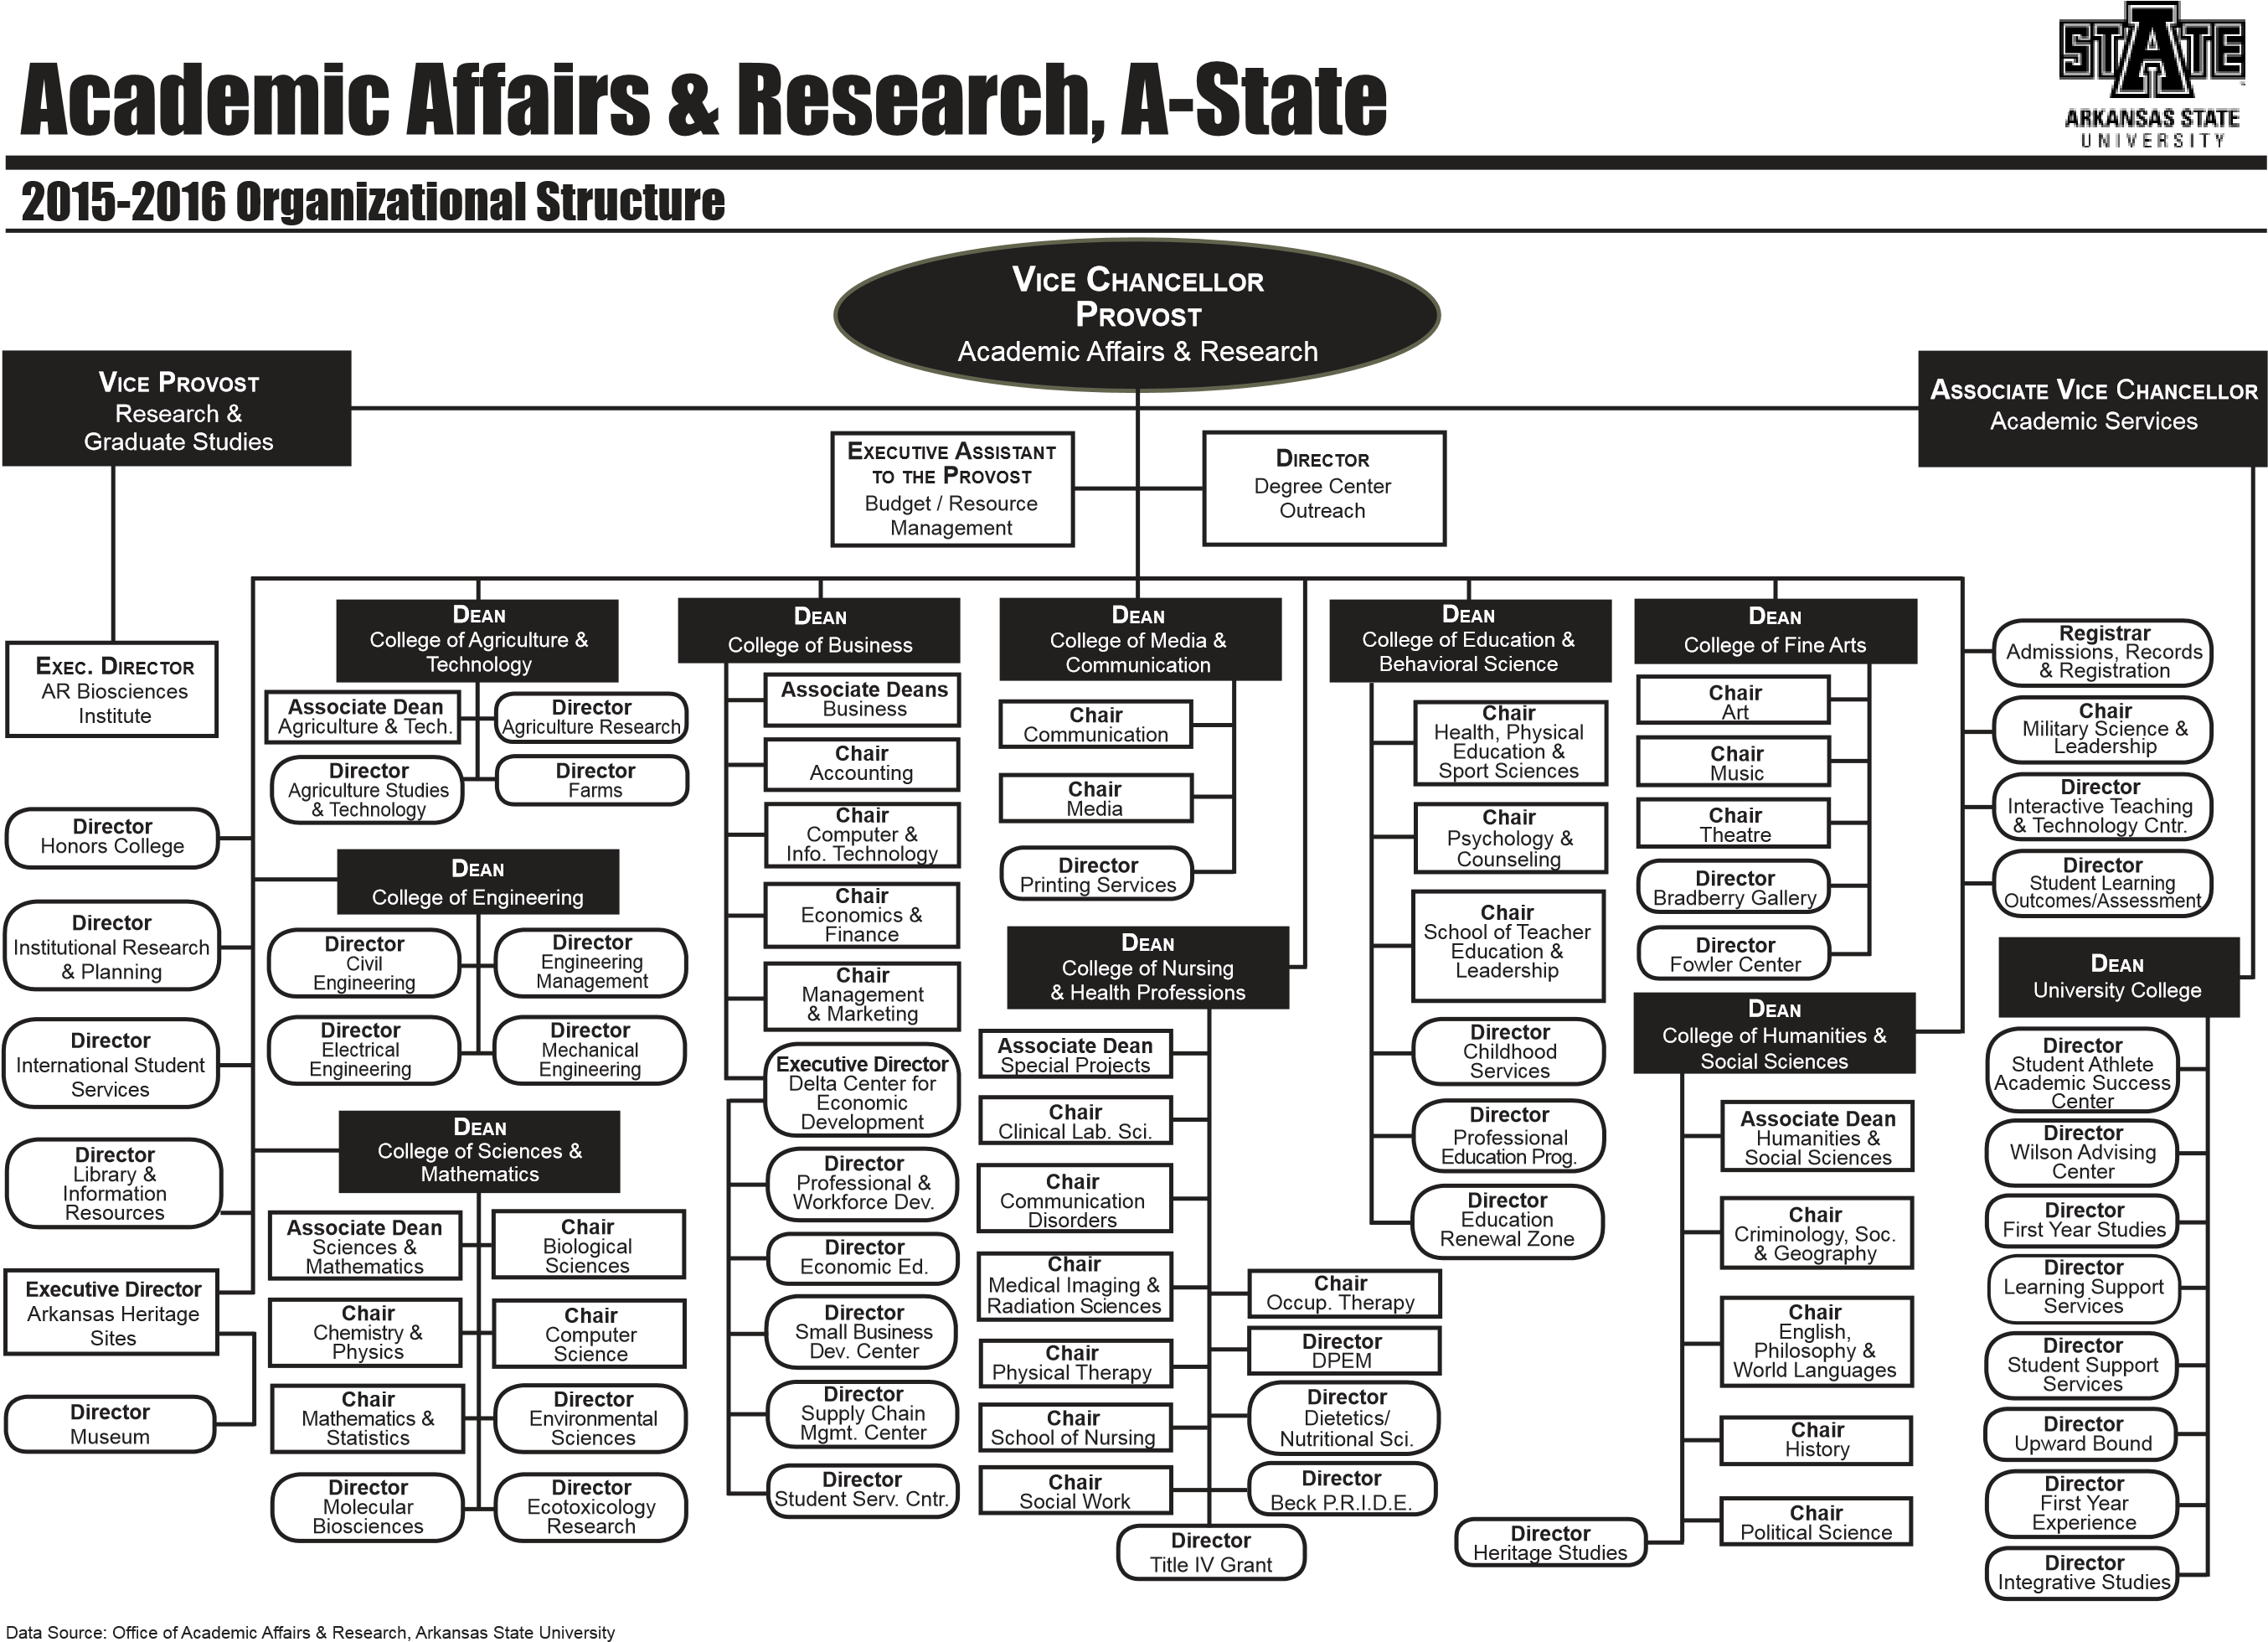 STATE
ARKANSAS STATE
UNIVERSITY
Academic Affairs & Research, A-State
2015-2016 Organizational Structure
VICE CHANCELLOR
PROVOST
Academic Affairs & Research
VICE PROVOST
Research &
Graduate Studies
ASSOCIATE VICE CHANCELLOR
Academic Services
EXECUTIVE ASSISTANT
TO THE PROVOST
Budget / Resource
Management
DIRECTOR
Degree Center
Outreach
EXEC. DIRECTOR
AR Biosciences
Institute
Director
Honors College
Director
Institutional Research
& Planning
Director
International Student
Services
Director
Library &
Information
Resources
Executive Director
Arkansas Heritage
Sites
Director
Museum
DEAN
College of Agriculture &
Technology
Associate Dean
Agriculture & Tech.
Director
Agriculture Research
Director
Agriculture Studies
& Technology
Director
Farms
DEAN
College of Engineering
Director
Civil
Engineering
Director
Engineering
Management
Director
Electrical
Engineering
Director
Mechanical
Engineering
DEAN
College of Sciences &
Mathematics
Associate Dean
Sciences &
Mathematics
Chair
Biological
Sciences
Chair
Chemistry &
Physics
Chair
Computer
Science
Chair
Mathematics &
Statistics
Director
Environmental
Sciences
Director
Molecular
Biosciences
Director
Ecotoxicology
Research
DEAN
College of Business
Associate Deans
Business
Chair
Accounting
Chair
Computer &
Info. Technology
Chair
Economics &
Finance
Chair
Management
& Marketing
Executive Director
Delta Center for
Economic
Development
Director
Professional &
Workforce Dev.
Director
Economic Ed.
Director
Small Business
Dev. Center
Director
Supply Chain
Mgmt. Center
Director
Student Serv. Cntr.
DEAN
College of Media &
Communication
Chair
Communication
Chair
Media
Director
Printing Services
DEAN
College of Nursing
& Health Professions
Associate Dean
Special Projects
Chair
Clinical Lab. Sci.
Chair
Communication
Disorders
Chair
Medical Imaging &
Radiation Sciences
Chair
Physical Therapy
Chair
School of Nursing
Chair
Social Work
Chair
Occup. Therapy
Director
DPEM
Director
Dietetics/
Nutritional Sci.
Director
Beck P.R.I.D.E.
Director
Title IV Grant
DEAN
College of Education &
Behavioral Science
Chair
Health, Physical
Education &
Sport Sciences
Chair
Psychology &
Counseling
Chair
School of Teacher
Education &
Leadership
Director
Childhood
Services
Director
Professional
Education Prog.
Director
Education
Renewal Zone
DEAN
College of Fine Arts
Chair
Art
Chair
Music
Chair
Theatre
Director
Bradberry Gallery
Director
Fowler Center
DEAN
College of Humanities &
Social Sciences
Associate Dean
Humanities &
Social Sciences
Chair
Criminology, Soc.
& Geography
Chair
English,
Philosophy &
World Languages
Chair
History
Chair
Political Science
Director
Heritage Studies
Registrar
Admissions, Records
& Registration
Chair
Military Science &
Leadership
Director
Interactive Teaching
& Technology Cntr.
Director
Student Learning
Outcomes/Assessment
DEAN
University College
Director
Student Athlete
Academic Success
Center
Director
Wilson Advising
Center
Director
First Year Studies
Director
Learning Support
Services
Director
Student Support
Services
Director
Upward Bound
Director
First Year
Experience
Director
Integrative Studies
Data Source: Office of Academic Affairs & Research, Arkansas State University